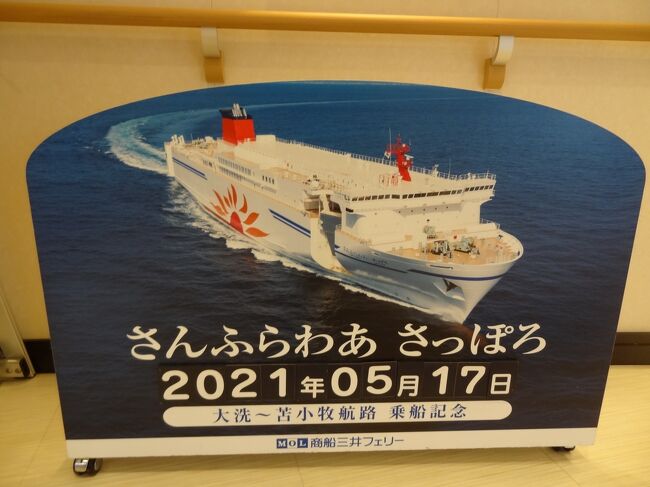 さんふらわあ さっぽろ
2021年05月17日
大洗～苫小牧航路 乗船記念
MOL 商船三井フェリー